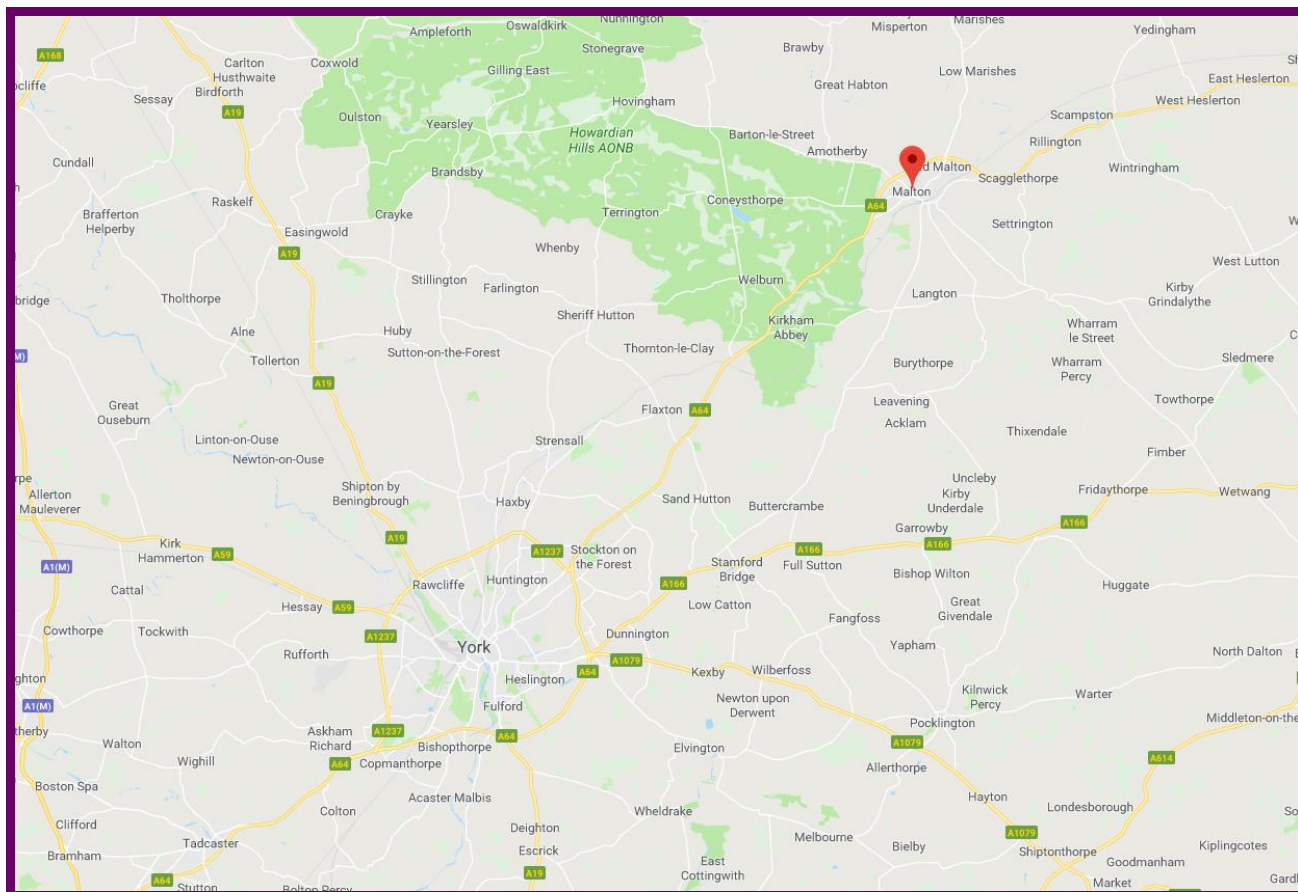 Nunnington
Ampleforth
Oswaldkirk
Misperton
Marishes
Yedingham
A168
Carlton
Husthwaite
Coxwold
Stonegrave
Brawby
Gilling East
Low Marishes
Birdforth
Great Habton
East Heslerton
Sessay
Hovingham
West Heslerton
A19
Oulston
Yearsley
Howardian
Hills AONB
Barton-le-Street
Scampston
Amotherby
Rillington
Cundall
Brandsby
Malton
Scagglethorpe
Wintringham
Malton
Raskelf
Crayke
Terrington
Coneysthorpe
A64
Brafferton
Helperby
Easingwold
Settrington
A19
Whenby
West Lutton
Stillington
Farlington
Welburn
Langton
Kirby
Grindalythe
Tholthorpe
Sheriff Hutton
Kirkham
Abbey
Alne
Huby
Wharram
le Street
Tollerton
Sutton-on-the-Forest
Thornton-le-Clay
Burythorpe
Wharram
Percy
Sledmere
A19
Great
Ouseburn
Flaxton
A64
Leavening
Towthorpe
Acklam
Thixendale
Linton-on-Ouse
Strensall
Newton-on-Ouse
Fimber
Shipton by
Beningbrough
Haxby
Uncleby
Allerton
Mauleverer
Sand Hutton
Buttercrambe
Kirby
Underdale
Fridaythorpe
Wetwang
A166
A19
Garrowby
Kirk
Hammerton
A59
A1237
Stockton on
the Forest
A166
A166
A1(M)
Stamford
Bridge
Full Sutton
Bishop Wilton
Cattal
Rawcliffe
Huntington
A166
Huggate
Hessay
A59
Low Catton
Great
Givendale
Cowthorpe
Tockwith
A1237
Dunnington
Fangfoss
Rufforth
York
Yapham
North Dalton
A1079
A64
Heslington
Kexby
Wilberfoss
Kilnwick
Percy
Warter
A1(M)
Fulford
Newton upon
Derwent
Pocklington
Middleton-on-the
Walton
Askham
Richard
A1237
Bishopthorpe
A64
Elvington
A1079
A614
Wighill
A64
Copmanthorpe
Allerthorpe
Boston Spa
Acaster Malbis
Hayton
Colton
Wheldrake
Londesborough
Clifford
Deighton
Melbourne
A1079
Tadcaster
Escrick
Bielby
Shiptonthorpe
Kiplingcotes
Bramham
East
Cottingwith
Goodmanham
A64
Stutton
Bolton Percy
A19
Market